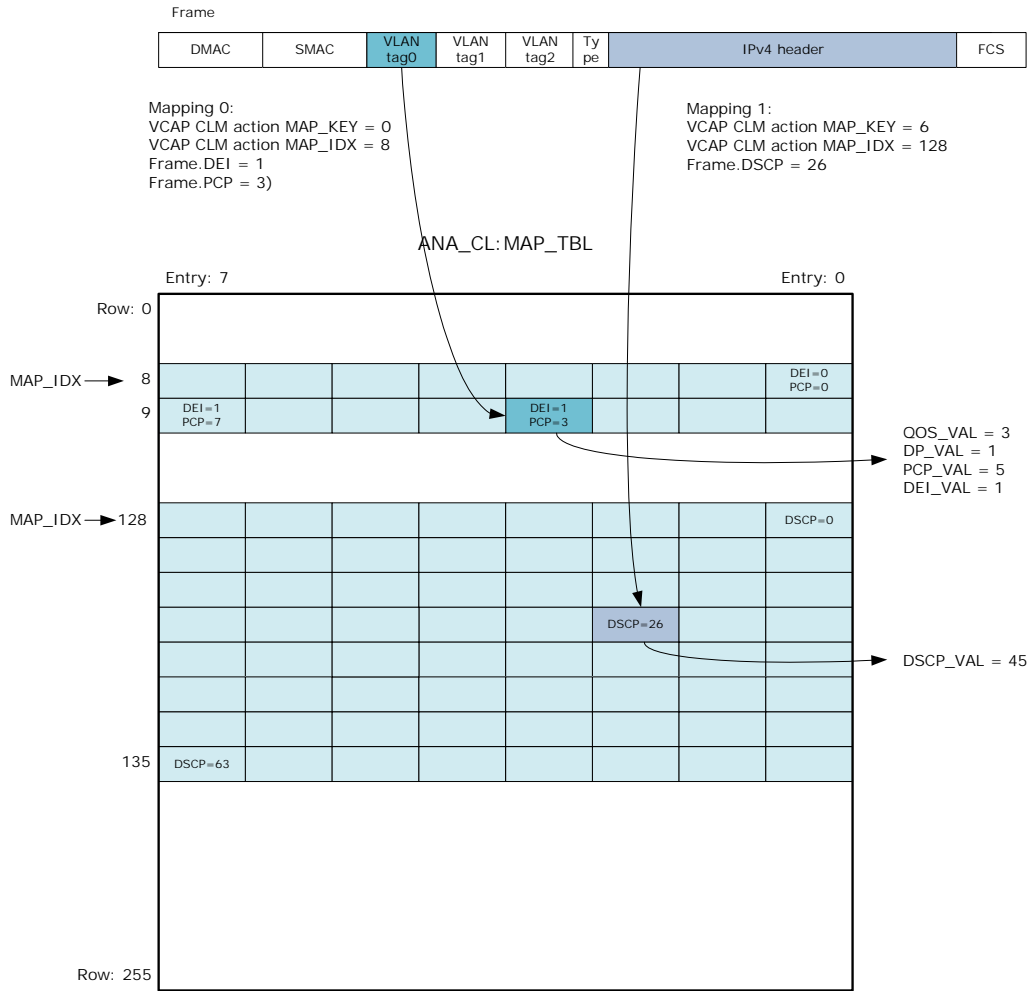 Frame
DMAC SMAC VLAN tag0 VLAN tag1 VLAN tag2 Ty pe IPv4 header FCS
Mapping 0:
VCAP CLM action MAP_KEY = 0
VCAP CLM action MAP_IDX = 8
Frame.DEI = 1
Frame.PCP = 3)
Mapping 1:
VCAP CLM action MAP_KEY = 6
VCAP CLM action MAP_IDX = 128
Frame.DSCP = 26
ANA_CL:MAP_TBL
Entry: 7 Entry: 0
Row: 0
MAP_IDX 8
DEI=0
PCP=0
9
DEI=1
PCP=7
DEI=1
PCP=3
QOS_VAL = 3
DP_VAL = 1
PCP_VAL = 5
DEI_VAL = 1
MAP_IDX 128 DSCP=0
DSCP=26
DSCP_VAL = 45
135 DSCP=63
Row: 255